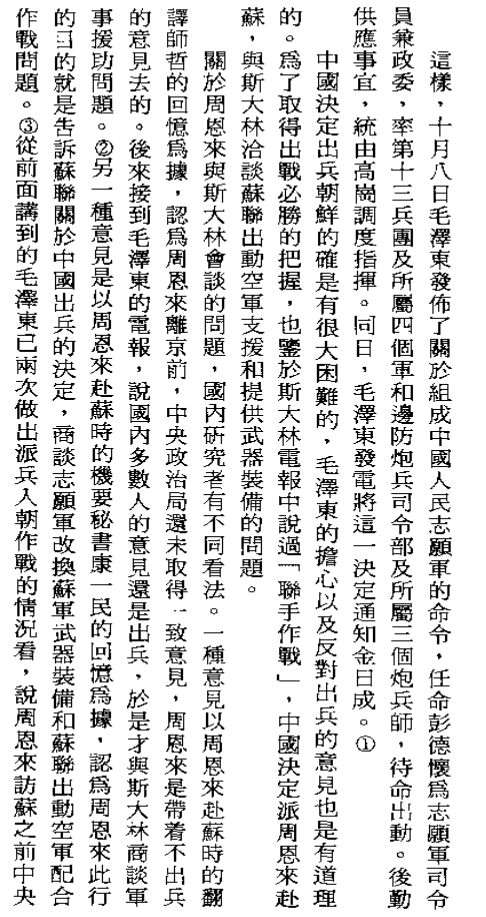 這樣，十月八日毛澤東發佈了關於組成中國人民志願軍的命令，任命彭德懷爲志願軍司令
員兼政委，率第十三兵團及所屬四個軍和邊防炮兵司令部及所屬三個炮兵師，待命出動。後勤
供應事宜，統由高崗調度指揮。同日，毛澤東發電將這一決定通知金日成。①
中國決定出兵朝鮮的確是有很大困難的，毛澤東的擔心以及反對出兵的意見也是有道理
的。爲了取得出戰必勝的把握，也鑒於斯大林電報中說過「聯手作戰」，中國決定派周恩來赴
蘇，與斯大林洽談蘇聯出動空軍支援和提供武器裝備的問題。
關於周恩來與斯大林會談的問題，國內研究者有不同看法。一種意見以周恩來赴蘇時的翻
譯師哲的回憶爲據，認爲周恩來離京前，中央政治局還未取得一致意見，周恩來是帶着不出兵
的意見去的。後來接到毛澤東的電報，說國內多數人的意見還是出兵，於是才與斯大林商談軍
事援助問題。②另一種意見是以周恩來赴蘇時的機要秘書康一民的回憶爲據，認爲周恩來此行
的目的就是告訴蘇聯關於中國出兵的決定，商談志願軍改換蘇軍武器裝備和蘇聯出動空軍配合
作戰問題。③從前面講到的毛澤東已兩次做出派兵入朝作戰的情況看，說周恩來訪蘇之前中央